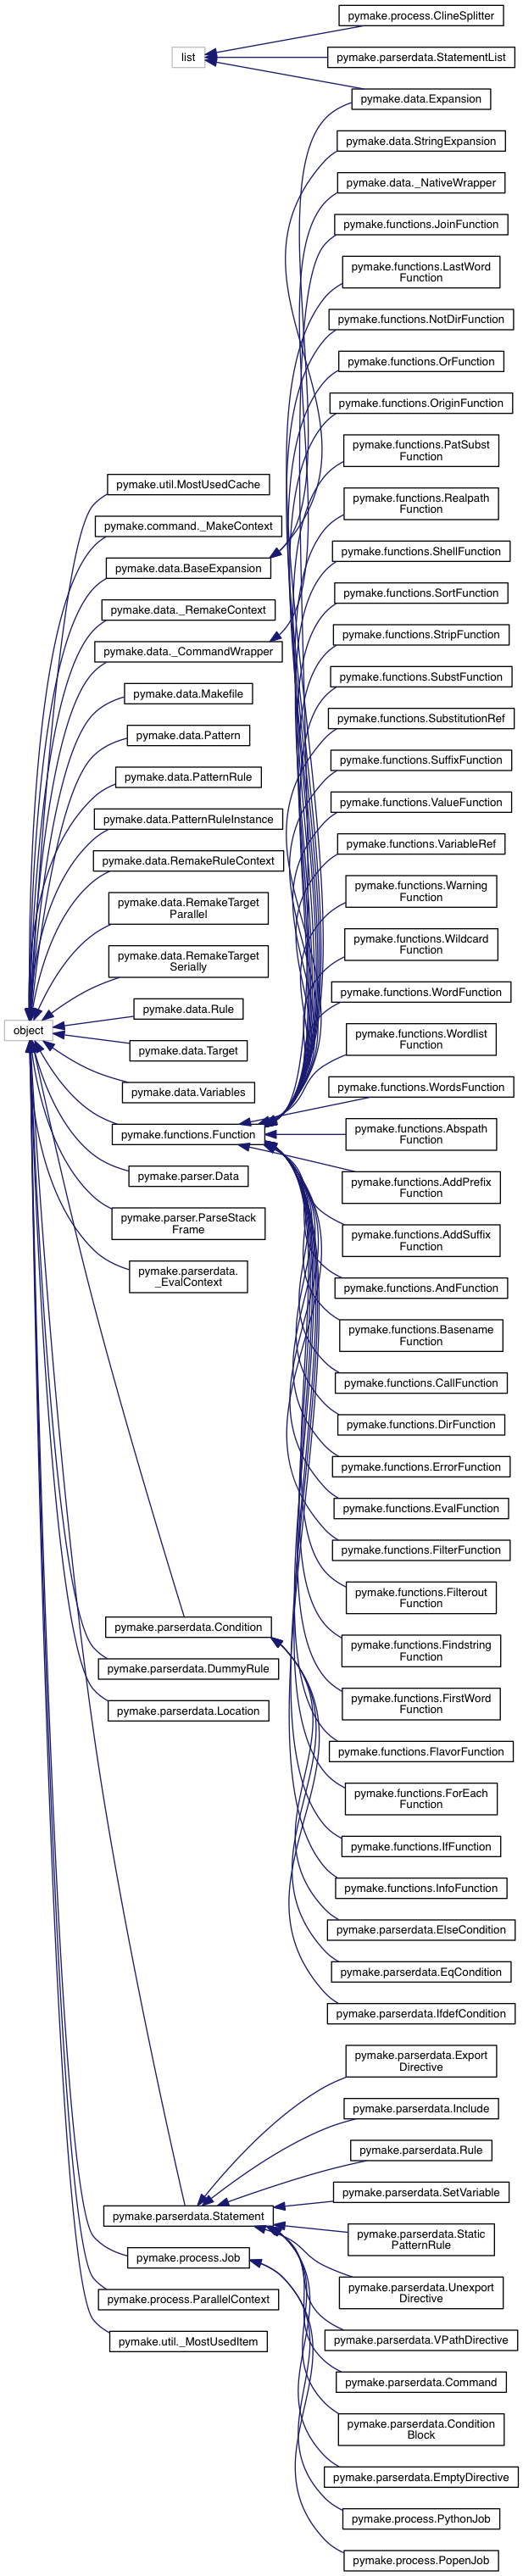 pymake.process.ClineSplitter
list
pymake.parserdata.StatementList
pymake.data.Expansion
pymake.data.StringExpansion
pymake.data._NativeWrapper
pymake.functions.JoinFunction
pymake.functions.LastWord
Function
pymake.functions.NotDirFunction
pymake.functions.OrFunction
pymake.functions.OriginFunction
pymake.functions.PatSubst
Function
pymake.functions.Realpath
Function
pymake.functions.ShellFunction
pymake.functions.SortFunction
pymake.functions.StripFunction
pymake.functions.SubstFunction
pymake.functions.SubstitutionRef
pymake.functions.SuffixFunction
pymake.functions.ValueFunction
pymake.functions.VariableRef
pymake.functions.Warning
Function
pymake.functions.Wildcard
Function
pymake.functions.WordFunction
pymake.functions.Wordlist
Function
pymake.functions.WordsFunction
pymake.functions.Abspath
Function
pymake.functions.AddPrefix
Function
pymake.functions.AddSuffix
Function
pymake.functions.AndFunction
pymake.functions.Basename
Function
pymake.functions.CallFunction
pymake.functions.DirFunction
pymake.functions.ErrorFunction
pymake.functions.EvalFunction
pymake.functions.FilterFunction
pymake.functions.Filterout
Function
pymake.functions.Findstring
Function
pymake.functions.FirstWord
Function
pymake.functions.FlavorFunction
pymake.functions.ForEach
Function
pymake.functions.IfFunction
pymake.functions.InfoFunction
pymake.parserdata.ElseCondition
pymake.parserdata.EqCondition
pymake.parserdata.IfdefCondition
pymake.util.MostUsedCache
pymake.command._MakeContext
pymake.data.BaseExpansion
pymake.data._RemakeContext
pymake.data._CommandWrapper
pymake.data.Makefile
pymake.data.Pattern
pymake.data.PatternRule
pymake.data.PatternRuleInstance
pymake.data.RemakeRuleContext
pymake.data.RemakeTarget
Parallel
pymake.data.RemakeTarget
Serially
pymake.data.Rule
object
pymake.data.Target
pymake.data.Variables
pymake.functions.Function
pymake.parser.Data
pymake.parser.ParseStack
Frame
pymake.parserdata.
_EvalContext
pymake.parserdata.Condition
pymake.parserdata.DummyRule
pymake.parserdata.Location
pymake.parserdata.Export
Directive
pymake.parserdata.Include
pymake.parserdata.Rule
pymake.parserdata.SetVariable
pymake.parserdata.Statement
pymake.parserdata.Static
PatternRule
pymake.process.Job
pymake.parserdata.Unexport
Directive
pymake.process.ParallelContext
pymake.parserdata.VPathDirective
pymake.util._MostUsedItem
pymake.parserdata.Command
pymake.parserdata.Condition
Block
pymake.parserdata.EmptyDirective
pymake.process.PythonJob
pymake.process.PopenJob